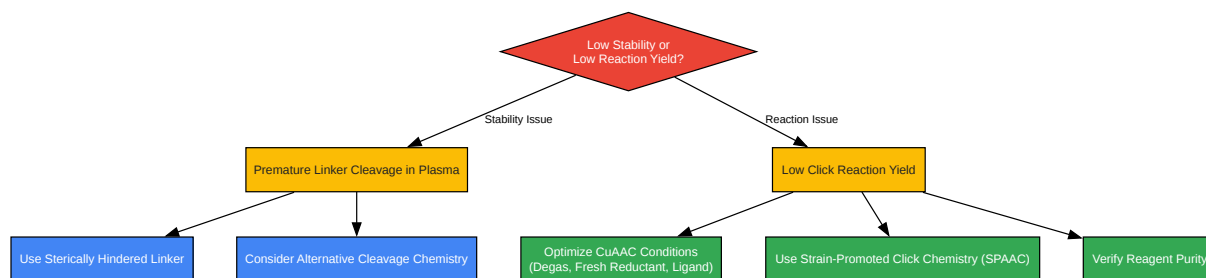 Low Stability or
Low Reaction Yield?
Stability Issue
Reaction Issue
Premature Linker Cleavage in Plasma
Low Click Reaction Yield
Use Sterically Hindered Linker
Consider Alternative Cleavage Chemistry
Optimize CuAAC Conditions
(Degas, Fresh Reductant, Ligand)
Use Strain-Promoted Click Chemistry (SPAAC)
Verify Reagent Purity